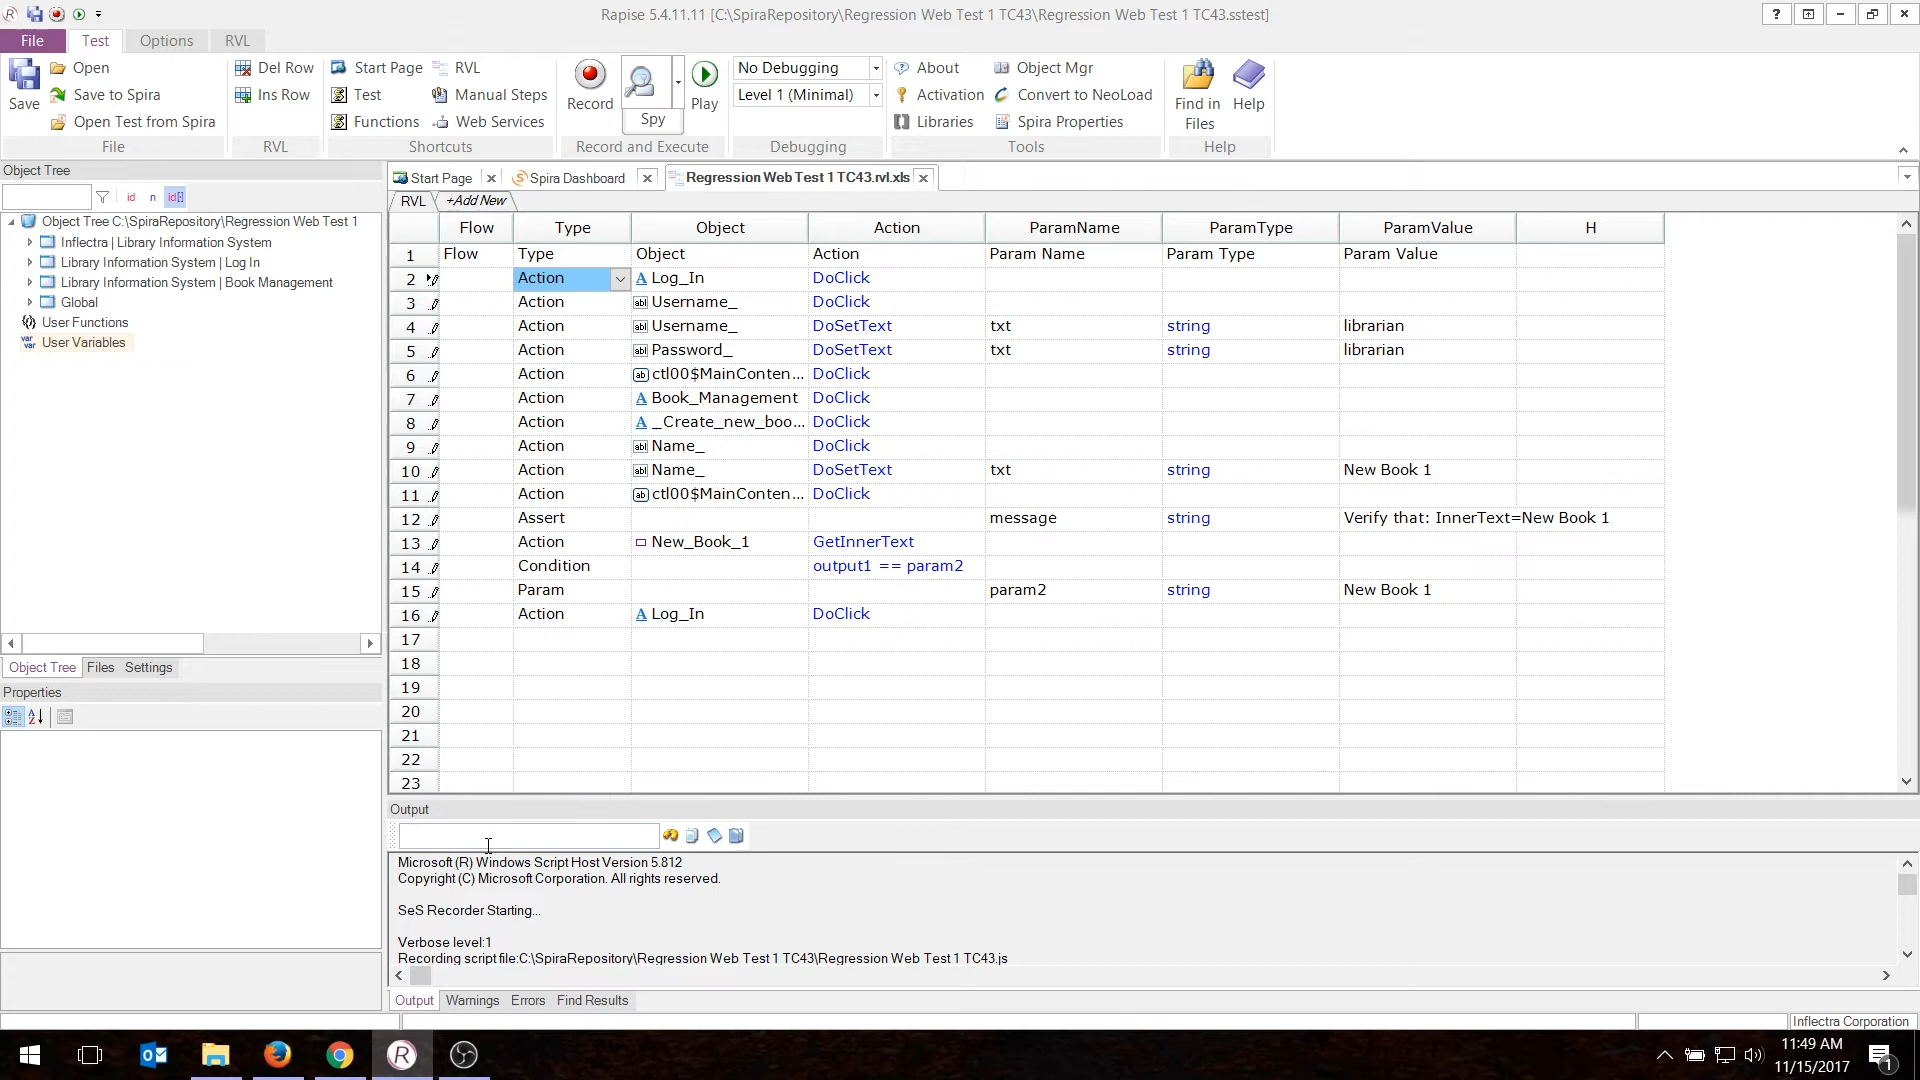 Rapise 5.4.11.11 [C:\SpiraRepository\Regression Web Test 1 TC43\Regression Web Test 1 TC43.sstest]
File Test Options RVL
Save
Open
Save to Spira
Open Test from Spira
File
Del Row
Ins Row
RVL
Start Page RVL
Test Manual Steps
Functions Web Services
Shortcuts
Record
Spy
Play
Record and Execute
No Debugging
Level 1 (Minimal)
Debugging
About Object Mgr
Activation Convert to NeoLoad
Libraries Spira Properties
Tools
Find in
Files
Help
Help
Object Tree
id n id[·]
Object Tree C:\SpiraRepository\Regression Web Test 1
Inflectra | Library Information System
Library Information System | Log In
Library Information System | Book Management
Global
User Functions
User Variables
Object Tree Files Settings
Properties
Start Page Spira Dashboard Regression Web Test 1 TC43.rvl.xls
RVL +Add New
Flow Type Object Action ParamName ParamType ParamValue H
1 Flow Type Object Action Param Name Param Type Param Value
2 Action Log_In DoClick
3 Action Username_ DoClick
4 Action Username_ DoSetText txt string librarian
5 Action Password_ DoSetText txt string librarian
6 Action ctl00$MainConten... DoClick
7 Action Book_Management DoClick
8 Action _Create_new_boo... DoClick
9 Action Name_ DoClick
10 Action Name_ DoSetText txt string New Book 1
11 Action ctl00$MainConten... DoClick
12 Assert message string Verify that: InnerText=New Book 1
13 Action New_Book_1 GetInnerText
14 Condition output1 == param2
15 Param param2 string New Book 1
16 Action Log_In DoClick
17
18
19
20
21
22
23
Output
Microsoft (R) Windows Script Host Version 5.812
Copyright (C) Microsoft Corporation. All rights reserved.
SeS Recorder Starting...
Verbose level:1
Recording script file:C:\SpiraRepository\Regression Web Test 1 TC43\Regression Web Test 1 TC43.js
Output Warnings Errors Find Results
Inflectra Corporation
11:49 AM
11/15/2017
1